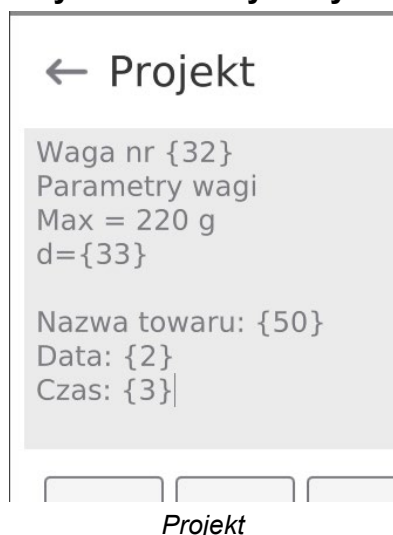 ← Projekt
Waga nr {32}
Parametry wagi
Max = 220 g
d={33}
Nazwa towaru: {50}
Data: {2}
Czas: {3}
Projekt